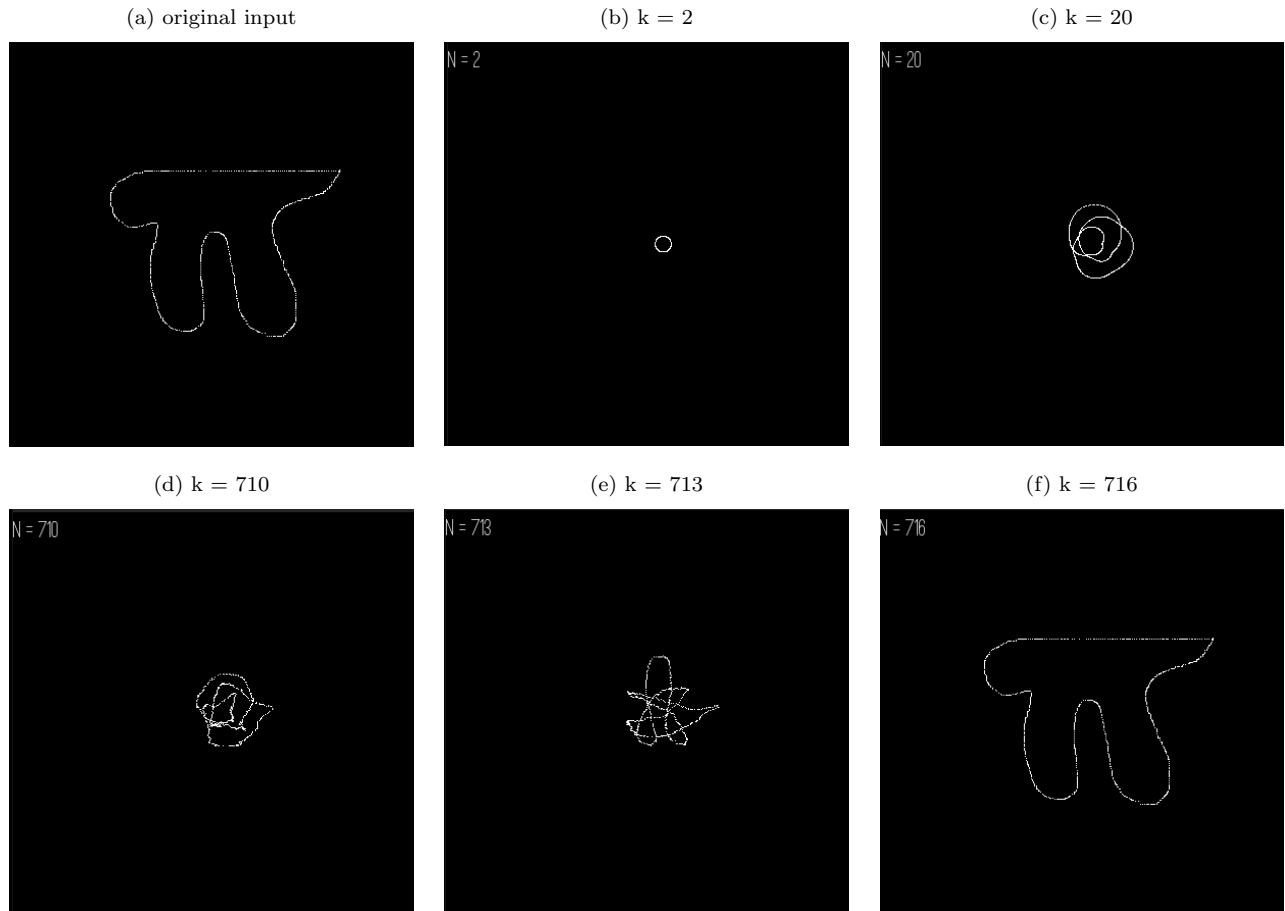 (a) original input
(b) k = 2
(c) k = 20
N = 2
N = 20
(d) k = 710
(e) k = 713
(f) k = 716
N = 710
N = 713
N = 716